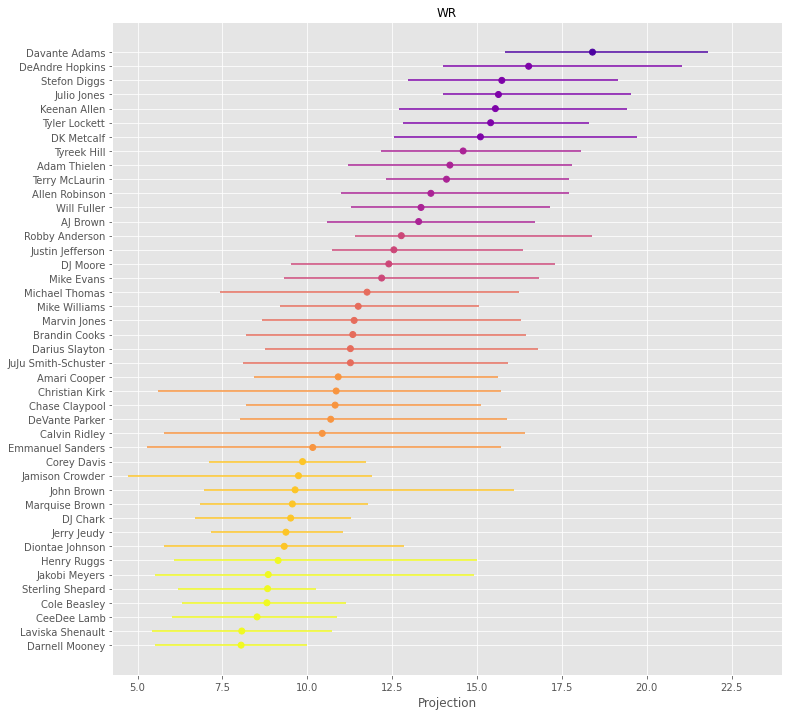 WR
Davante Adams
DeAndre Hopkins
Stefon Diggs
Julio Jones
Keenan Allen
Tyler Lockett
DK Metcalf
Tyreek Hill
Adam Thielen
Terry McLaurin
Allen Robinson
Will Fuller
AJ Brown
Robby Anderson
Justin Jefferson
DJ Moore
Mike Evans
Michael Thomas
Mike Williams
Marvin Jones
Brandin Cooks
Darius Slayton
JuJu Smith-Schuster
Amari Cooper
Christian Kirk
Chase Claypool
DeVante Parker
Calvin Ridley
Emmanuel Sanders
Corey Davis
Jamison Crowder
John Brown
Marquise Brown
DJ Chark
Jerry Jeudy
Diontae Johnson
Henry Ruggs
Jakobi Meyers
Sterling Shepard
Cole Beasley
CeeDee Lamb
Laviska Shenault
Darnell Mooney
5.0 7.5 10.0 12.5 15.0 17.5 20.0 22.5
Projection